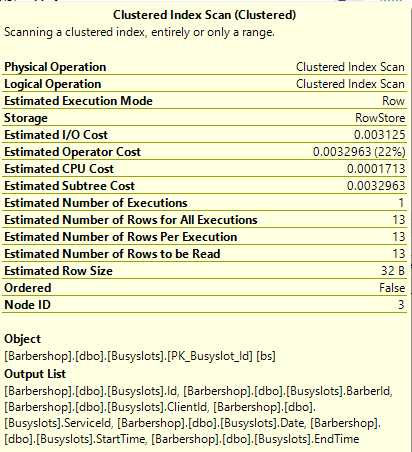 Clustered Index Scan (Clustered)
Scanning a clustered index, entirely or only a range.
Physical Operation Clustered Index Scan
Logical Operation Clustered Index Scan
Estimated Execution Mode Row
Storage RowStore
Estimated I/O Cost 0.003125
Estimated Operator Cost 0.0032963 (22%)
Estimated CPU Cost 0.0001713
Estimated Subtree Cost 0.0032963
Estimated Number of Executions 1
Estimated Number of Rows for All Executions 13
Estimated Number of Rows Per Execution 13
Estimated Number of Rows to be Read 13
Estimated Row Size 32 B
Ordered False
Node ID 3
Object
[Barbershop].[dbo].[Busyslots].[PK_Busyslot_Id] [bs]
Output List
[Barbershop].[dbo].[Busyslots].Id, [Barbershop].[dbo].[Busyslots].BarberId,
[Barbershop].[dbo].[Busyslots].ClientId, [Barbershop].[dbo].
[Busyslots].ServiceId, [Barbershop].[dbo].[Busyslots].Date, [Barbershop].
[dbo].[Busyslots].StartTime, [Barbershop].[dbo].[Busyslots].EndTime